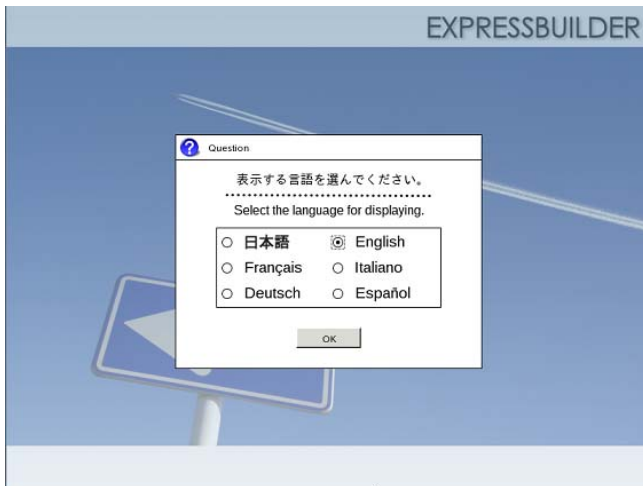 EXPRESSBUILDER
Question
表示する言語を選んでください。
Select the language for displaying.
日本語 English
Français Italiano
Deutsch Español
OK